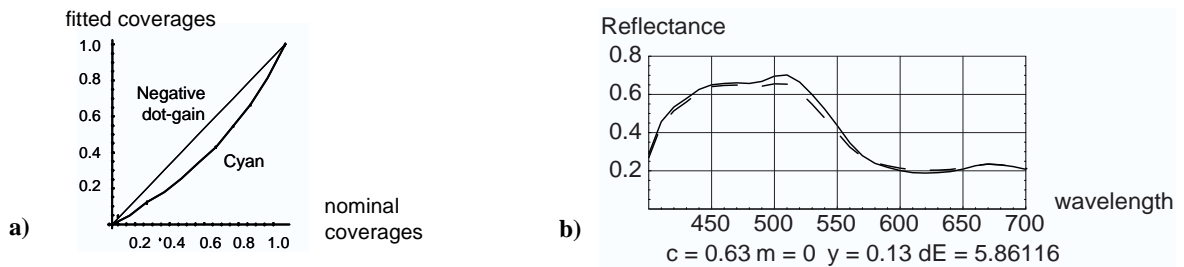 fitted coverages
1.0
0.8
0.6
0.4
0.2
Negative
dot-gain
Cyan
0.2 0.4 0.6 0.8 1.0
nominal
coverages
a)
Reflectance
0.8
0.6
0.4
0.2
450 500 550 600 650 700
wavelength
c = 0.63 m = 0 y = 0.13 dE = 5.86116
b)